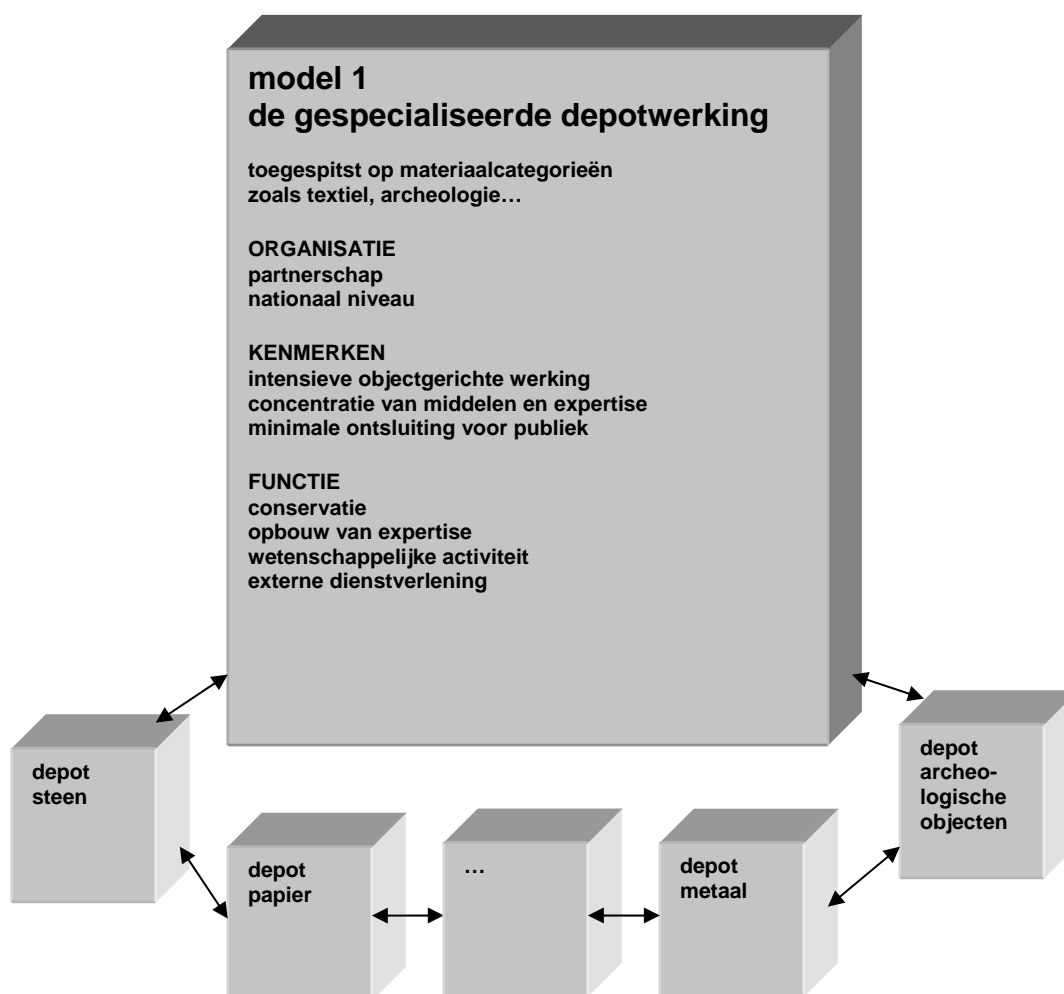 model 1
de gespecialiseerde depotwerking
toegespitst op materiaalcategorieën
zoals textiel, archeologie…
ORGANISATIE
partnerschap
nationaal niveau
KENMERKEN
intensieve objectgerichte werking
concentratie van middelen en expertise
minimale ontsluiting voor publiek
FUNCTIE
conservatie
opbouw van expertise
wetenschappelijke activiteit
externe dienstverlening
depot
steen
depot
papier
…
depot
metaal
depot
archeo-
logische
objecten